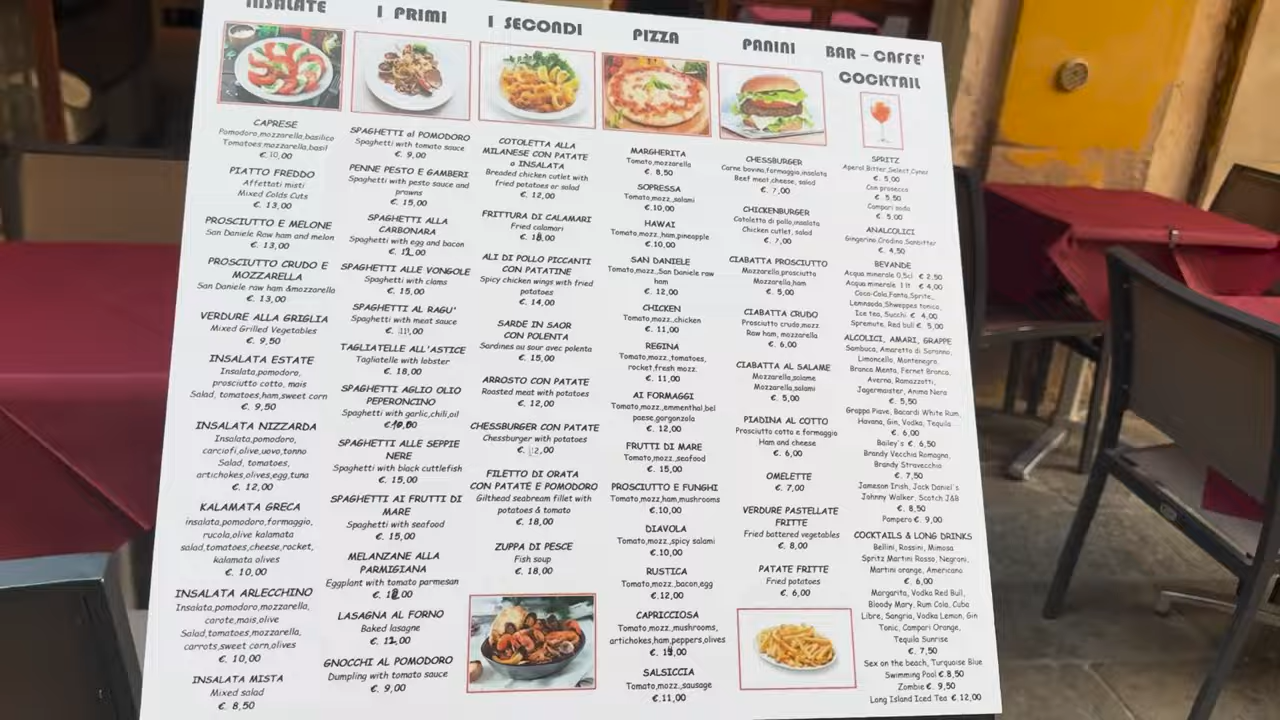 INSALATE
CAPRESE
Pomodoro,mozzarella,basilico
Tomatoes,mozzarella,basil
€. 10,00
PIATTO FREDDO
Affettati misti
Mixed Colds Cuts
€. 13,00
PROSCIUTTO E MELONE
San Daniele Raw ham and melon
€. 13,00
PROSCIUTTO CRUDO E
MOZZARELLA
San Daniele raw ham &mozzarella
€. 13,00
VERDURE ALLA GRIGLIA
Mixed Grilled Vegetables
€. 9,50
INSALATA ESTATE
Insalata,pomodoro,
prosciutto cotto, mais
Salad, tomatoes,ham,sweet corn
€. 9,50
INSALATA NIZZARDA
Insalata,pomodoro,
carciofi,olive,uovo,tonno
Salad, tomatoes,
artichokes,olives,egg,tuna
€. 12,00
KALAMATA GRECA
insalata,pomodoro,formaggio,
rucola,olive kalamata
salad,tomatoes,cheese,rocket,
kalamata olives
€. 10,00
INSALATA ARLECCHINO
Insalata,pomodoro,mozzarella,
carote,mais,olive
Salad,tomatoes,mozzarella,
carrots,sweet corn,olives
€. 10,00
INSALATA MISTA
Mixed salad
€. 8,50
I PRIMI
SPAGHETTI al POMODORO
Spaghetti with tomato sauce
€. 9,00
PENNE PESTO E GAMBERI
Spaghetti with pesto sauce and
prawns
€. 15,00
SPAGHETTI ALLA
CARBONARA
Spaghetti with egg and bacon
€.
SPAGHETTI ALLE VONGOLE
Spaghetti with clams
€. 15,00
SPAGHETTI AL RAGU'
Spaghetti with meat sauce
€. 11,00
TAGLIATELLE ALL'ASTICE
Tagliatelle with lobster
€. 18,00
SPAGHETTI AGLIO OLIO
PEPERONCINO
Spaghetti with garlic,chili,oil
€.
SPAGHETTI ALLE SEPPIE
NERE
Spaghetti with black cuttlefish
€. 15,00
SPAGHETTI AI FRUTTI DI
MARE
Spaghetti with seafood
€. 15,00
MELANZANE ALLA
PARMIGIANA
Eggplant with tomato parmesan
€.
LASAGNA AL FORNO
Baked lasagne
€.
GNOCCHI AL POMODORO
Dumpling with tomato sauce
€. 9,00
I SECONDI
COTOLETTA ALLA
MILANESE CON PATATE
o INSALATA
Breaded chicken cutlet with
fried potatoes or salad
€. 12,00
FRITTURA DI CALAMARI
Fried calamari
€.
ALI DI POLLO PICCANTI
CON PATATINE
Spicy chicken wings with fried
potatoes
€. 14,00
SARDE IN SAOR
CON POLENTA
Sardines au sour avec polenta
€. 15,00
ARROSTO CON PATATE
Roasted meat with potatoes
€. 12,00
CHESSBURGER CON PATATE
Chessburger with potatoes
€. 12,00
FILETTO DI ORATA
CON PATATE E POMODORO
Gilthead seabream fillet with
potatoes & tomato
€. 18,00
ZUPPA DI PESCE
Fish soup
€. 18,00
PIZZA
MARGHERITA
Tomato,mozzarella
€. 8,50
SOPRESSA
Tomato,mozz.,salami
€.10,00
HAWAI
Tomato,mozz.,ham,pineapple
€.10,00
SAN DANIELE
Tomato,mozz.,San Daniele raw
ham
€. 12,00
CHICKEN
Tomato,mozz.,chicken
€. 11,00
REGINA
Tomato,mozz.,tomatoes,
rocket,fresh mozz.
€. 11,00
AI FORMAGGI
Tomato,mozz.,emmenthal,bel
paese,gorgonzola
€. 12,00
FRUTTI DI MARE
Tomato,mozz.,seafood
€. 15,00
PROSCIUTTO E FUNGHI
Tomato,mozz,ham,mushrooms
€.10,00
DIAVOLA
Tomato,mozz.,spicy salami
€.10,00
RUSTICA
Tomato,mozz.,bacon,egg
€.12,00
CAPRICCIOSA
Tomato,mozz.,mushrooms,
artichokes,ham,peppers,olives
€.
SALSICCIA
Tomato,mozz.,sausage
€.11,00
PANINI
CHESSBURGER
Carne bovina,formaggio,insalata
Beef meat,cheese, salad
€. 7,00
CHICKENBURGER
Cotoletta di pollo,insalata
Chicken cutlet, salad
€. 7,00
CIABATTA PROSCIUTTO
Mozzarella,prosciutto
Mozzarella,ham
€. 5,00
CIABATTA CRUDO
Prosciutto crudo,mozz.
Raw ham, mozzarella
€. 6,00
CIABATTA AL SALAME
Mozzarella,salame
Mozzarella,salami
€. 5,00
PIADINA AL COTTO
Prosciutto cotto e formaggio
Ham and cheese
€. 6,00
OMELETTE
€. 7,00
VERDURE PASTELLATE
FRITTE
Fried battered vegetables
€. 8,00
PATATE FRITTE
Fried potatoes
€. 6,00
BAR – CAFFE'
COCKTAIL
SPRITZ
Aperol,Bitter,Select,Cynar
€. 5,00
Con prosecco
€. 5,50
Campari soda
€. 5,00
ANALCOLICI
Gingerino,Crodino,Sanbitter
€. 4,50
BEVANDE
Acqua minerale 0,5cl € 2,50
Acqua minerale 1 lt € 4,00
Coca-Cola,Fanta,Sprite,
Lemnsoda,Shweppes tonica,
Ice tea, Succhi € 4,00
Spremute, Red bull €. 5,00
ALCOLICI, AMARI, GRAPPE
Sambuca, Amaretto di Saronno,
Limoncello, Montenegro,
Branca Menta, Fernet Branca,
Averna, Ramazzotti,
Jagermaister, Anima Nera
€. 5,50
Grappa Piave, Bacardi White Rum,
Havana, Gin, Vodka, Tequila
€. 6,00
Bailey's €. 6,50
Brandy Vecchia Romagna,
Brandy Stravecchio
€. 7,50
Jameson Irish, Jack Daniel's
Johnny Walker, Scotch J&B
€. 8,50
Pampero €. 9,00
COCKTAILS & LONG DRINKS
Bellini, Rossini, Mimosa
Spritz Martini Rosso, Negroni,
Martini orange, Americano
€. 6,00
Margarita, Vodka Red Bull,
Bloody Mary, Rum Cola, Cuba
Libre, Sangria, Vodka Lemon, Gin
Tonic, Campari Orange,
Tequila Sunrise
€. 7,50
Sex on the beach, Turquoise Blue
Swimming Pool €.8,50
Zombie €. 9,50
Long Island Iced Tea €.12,00